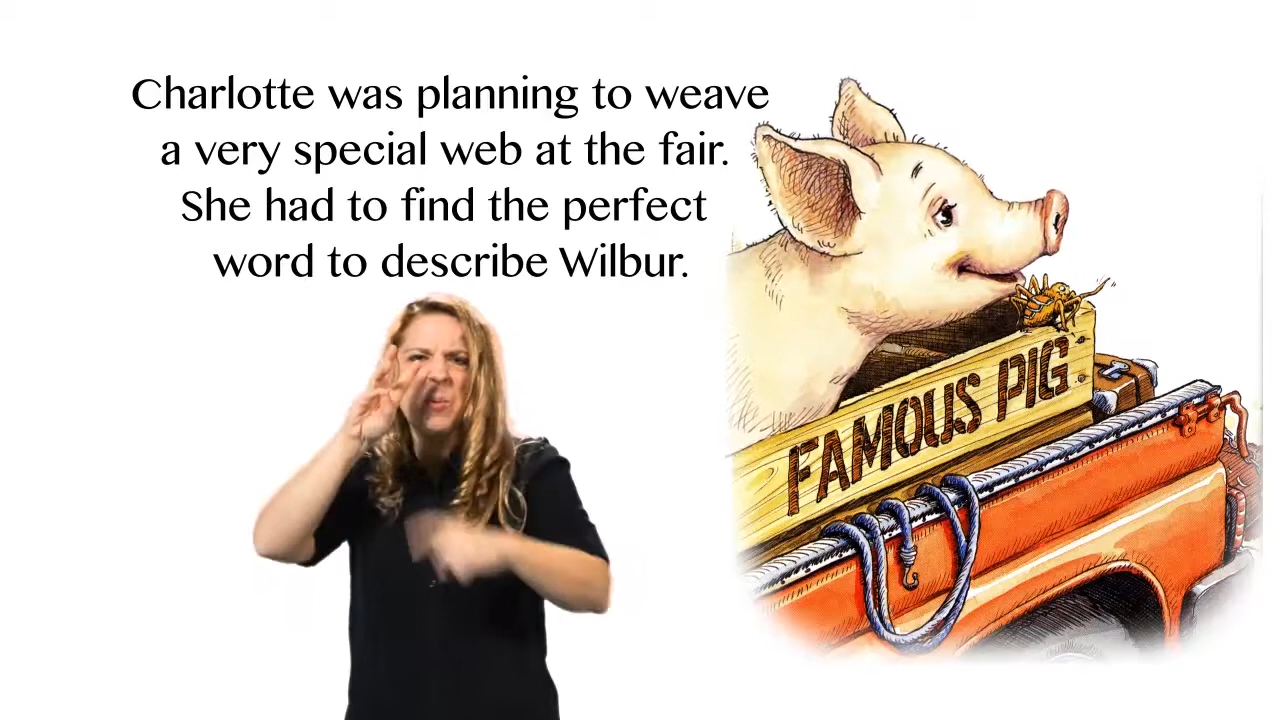 Charlotte was planning to weave
a very special web at the fair.
She had to find the perfect
word to describe Wilbur.
FAMOUS PIG